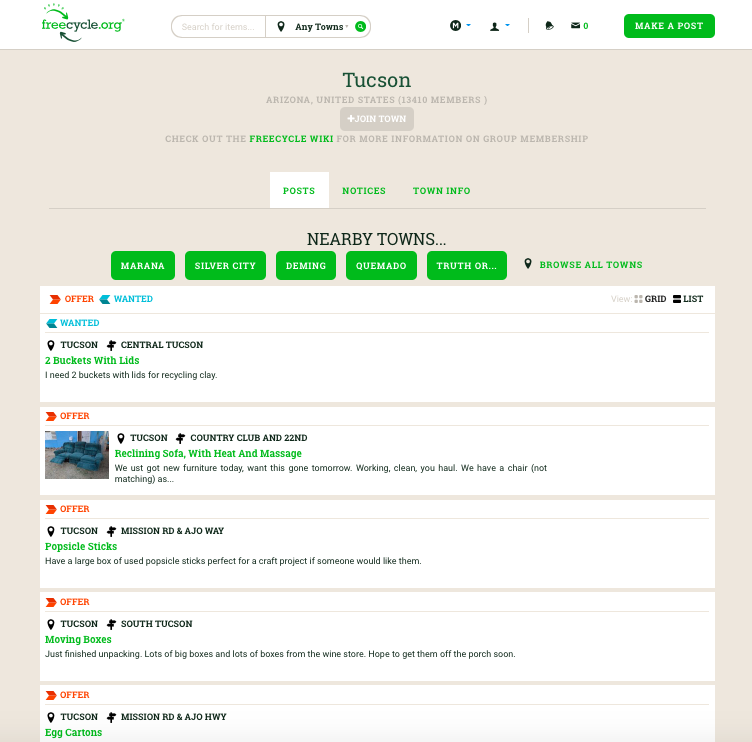 freecycle.org®
Search for items...
Any Towns
M
0
MAKE A POST
Tucson
ARIZONA, UNITED STATES (13410 MEMBERS )
+JOIN TOWN
CHECK OUT THE FREECYCLE WIKI FOR MORE INFORMATION ON GROUP MEMBERSHIP
POSTS NOTICES TOWN INFO
NEARBY TOWNS...
MARANA SILVER CITY DEMING QUEMADO TRUTH OR... BROWSE ALL TOWNS
OFFER WANTED View: GRID LIST
WANTED
TUCSON CENTRAL TUCSON
2 Buckets With Lids
I need 2 buckets with lids for recycling clay.
OFFER
TUCSON COUNTRY CLUB AND 22ND
Reclining Sofa, With Heat And Massage
We ust got new furniture today, want this gone tomorrow. Working, clean, you haul. We have a chair (not
matching) as...
OFFER
TUCSON MISSION RD & AJO WAY
Popsicle Sticks
Have a large box of used popsicle sticks perfect for a craft project if someone would like them.
OFFER
TUCSON SOUTH TUCSON
Moving Boxes
Just finished unpacking. Lots of big boxes and lots of boxes from the wine store. Hope to get them off the porch soon.
OFFER
TUCSON MISSION RD & AJO HWY
Egg Cartons